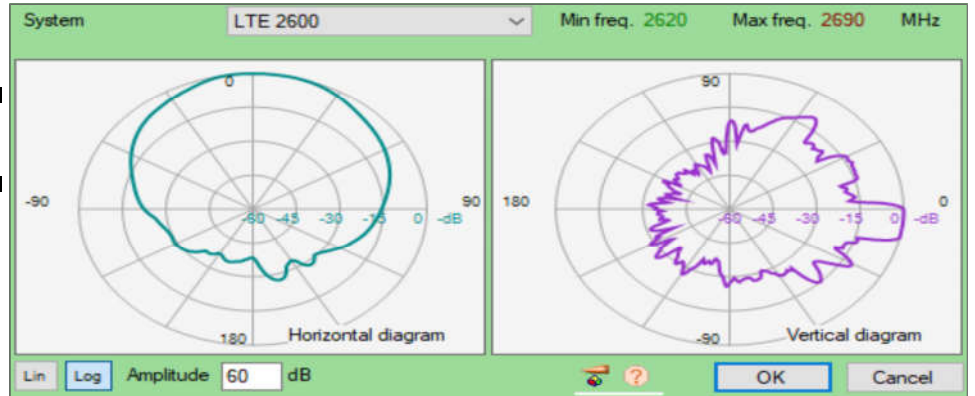 System LTE 2600 Min freq. 2620 Max freq. 2690 MHz
0
-90 90
-60 -45 -30 -15 0 -dB
180 Horizontal diagram
90
180 0
-60 -45 -30 -15 0 -dB
-90 Vertical diagram
Lin Log Amplitude 60 dB ? OK Cancel